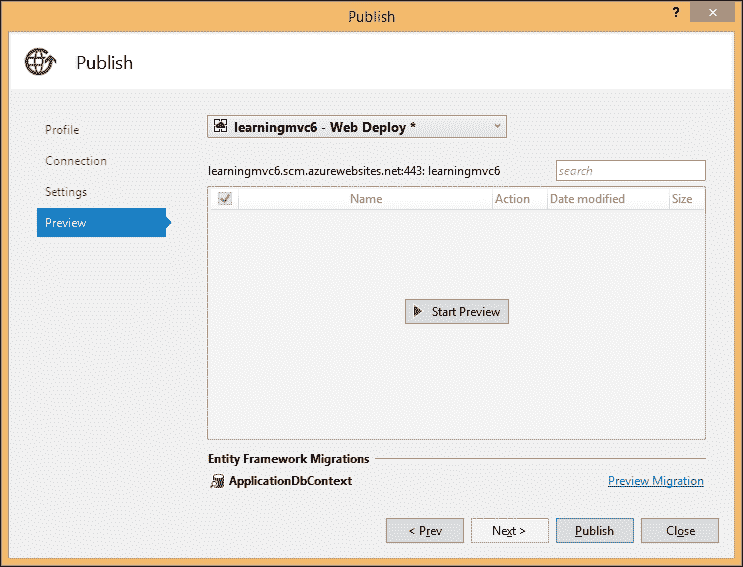 Publish
?
Publish
Profile
Connection
Settings
Preview
learningmvc6 - Web Deploy *
learningmvc6.scm.azurewebsites.net:443: learningmvc6
search
Name Action Date modified Size
Start Preview
Entity Framework Migrations
ApplicationDbContext
Preview Migration
< Prev Next > Publish Close